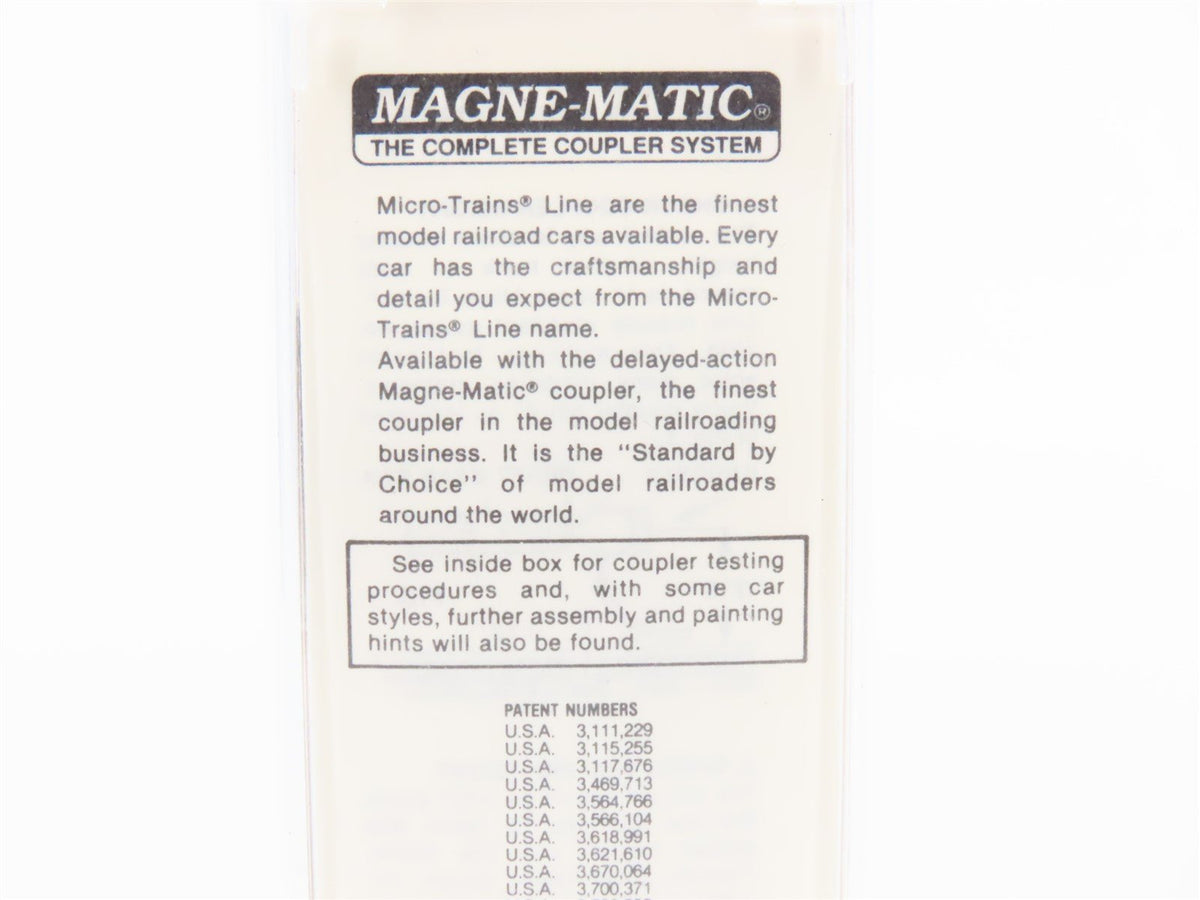 MAGNE-MATIC®
THE COMPLETE COUPLER SYSTEM
Micro-Trains® Line are the finest
model railroad cars available. Every
car has the craftsmanship and
detail you expect from the Micro-
Trains® Line name.
Available with the delayed-action
Magne-Matic® coupler, the finest
coupler in the model railroading
business. It is the “Standard by
Choice” of model railroaders
around the world.
See inside box for coupler testing
procedures and, with some car
styles, further assembly and painting
hints will also be found.
PATENT NUMBERS
U.S.A. 3,111,229
U.S.A. 3,115,255
U.S.A. 3,117,676
U.S.A. 3,469,713
U.S.A. 3,564,766
U.S.A. 3,566,104
U.S.A. 3,618,991
U.S.A. 3,621,610
U.S.A. 3,670,064
U.S.A. 3,700,371